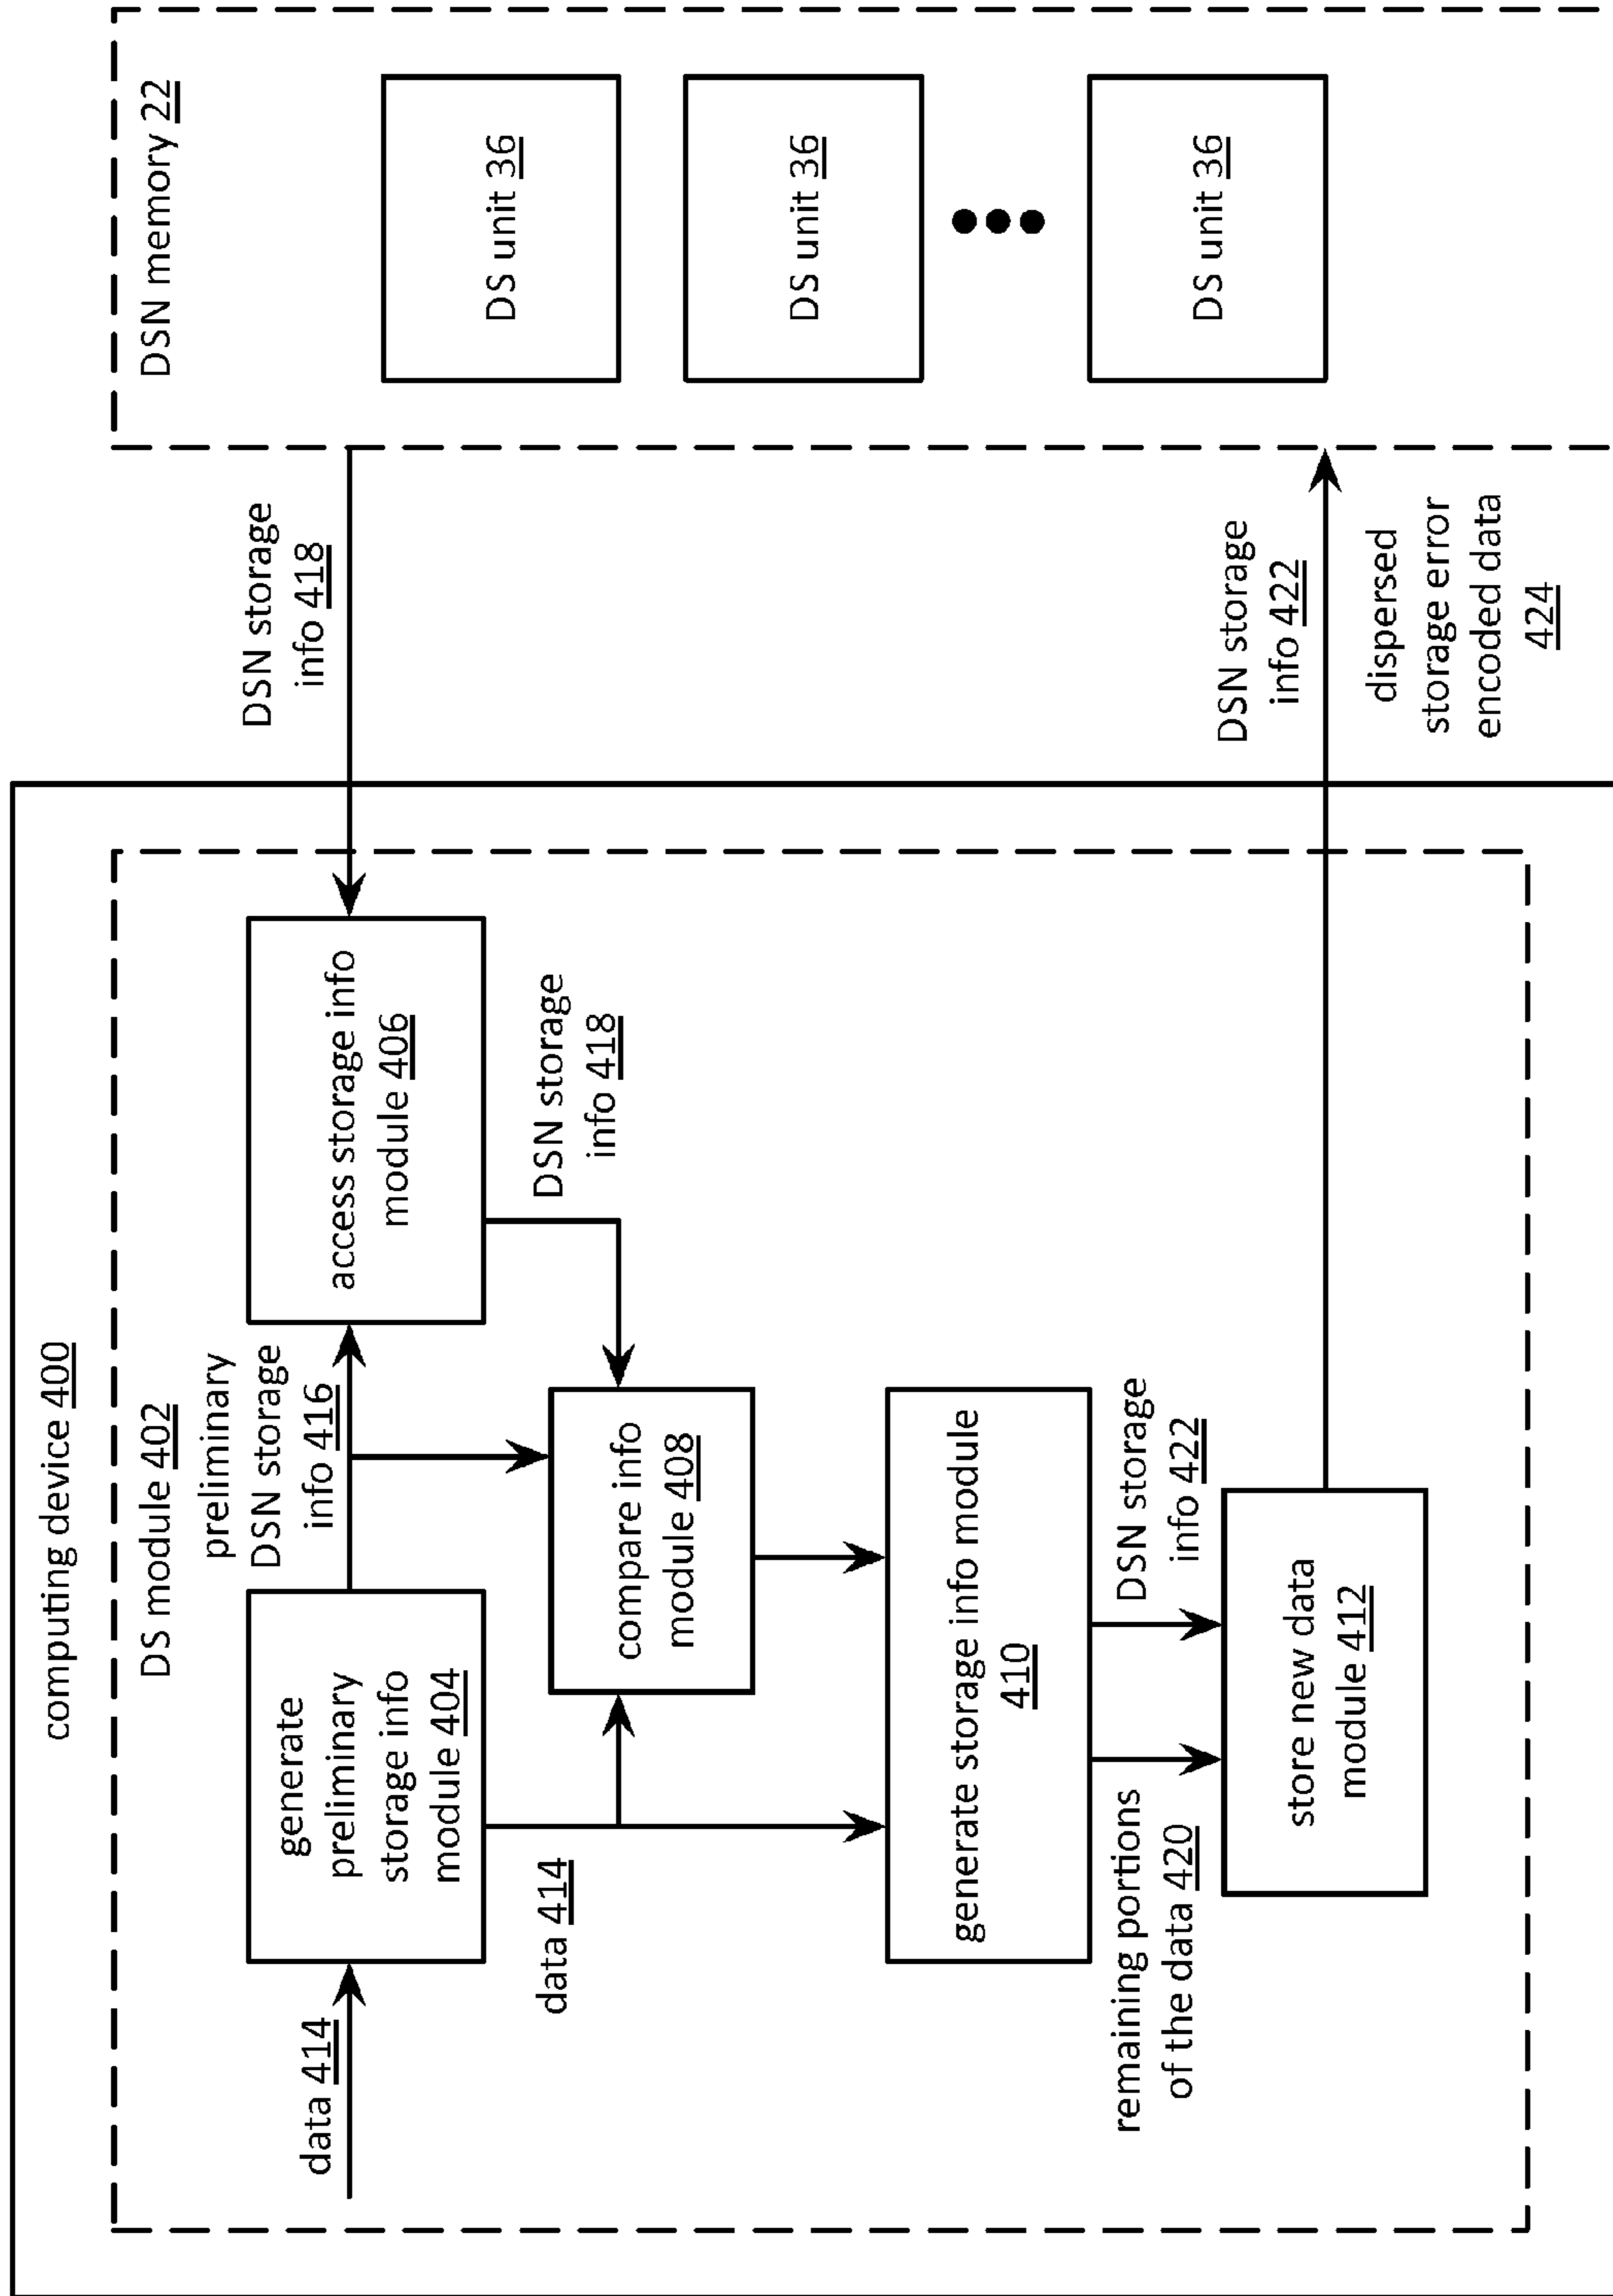 computing device 400
DS module 402
data 414
generate
preliminary
storage info
module 404
preliminary
DSN storage
info 416
access storage info
module 406
DSN storage
info 418
DSN memory 22
DS unit 36
DS unit 36
DS unit 36
data 414
compare info
module 408
DSN storage
info 418
generate storage info module
410
remaining portions
of the data 420
DSN storage
info 422
store new data
module 412
DSN storage
info 422
dispersed
storage error
encoded data
424